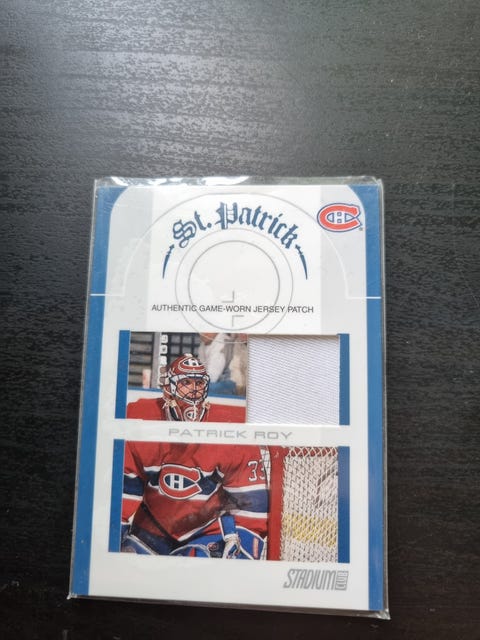 St. Patrick
AUTHENTIC GAME-WORN JERSEY PATCH
PATRICK ROY
33
STADIUM